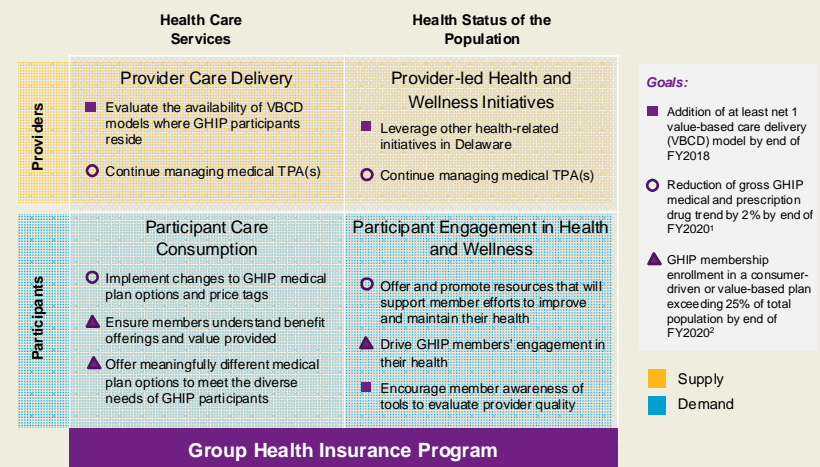 Health Care
Services
Health Status of the
Population
Providers
Provider Care Delivery
Evaluate the availability of VBCD
models where GHIP participants
reside
Continue managing medical TPA(s)
Provider-led Health and
Wellness Initiatives
Leverage other health-related
initiatives in Delaware
Continue managing medical TPA(s)
Participants
Participant Care
Consumption
Implement changes to GHIP medical
plan options and price tags
Ensure members understand benefit
offerings and value provided
Offer meaningfully different medical
plan options to meet the diverse
needs of GHIP participants
Participant Engagement in Health
and Wellness
Offer and promote resources that will
support member efforts to improve
and maintain their health
Drive GHIP members' engagement in
their health
Encourage member awareness of
tools to evaluate provider quality
Group Health Insurance Program
Goals:
Addition of at least net 1
value-based care delivery
(VBCD) model by end of
FY2018
Reduction of gross GHIP
medical and prescription
drug trend by 2% by end of
FY2020¹
GHIP membership
enrollment in a consumer-
driven or value-based plan
exceeding 25% of total
population by end of
FY2020²
Supply
Demand